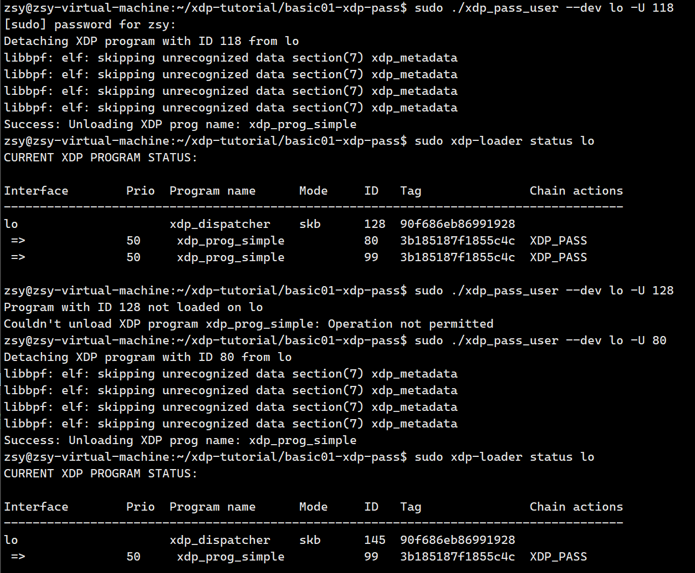 zsy@zsy-virtual-machine:~/xdp-tutorial/basic01-xdp-pass$ sudo ./xdp_pass_user --dev lo -U 118
[sudo] password for zsy:
Detaching XDP program with ID 118 from lo
libbpf: elf: skipping unrecognized data section(7) xdp_metadata
libbpf: elf: skipping unrecognized data section(7) xdp_metadata
libbpf: elf: skipping unrecognized data section(7) xdp_metadata
libbpf: elf: skipping unrecognized data section(7) xdp_metadata
Success: Unloading XDP prog name: xdp_prog_simple
zsy@zsy-virtual-machine:~/xdp-tutorial/basic01-xdp-pass$ sudo xdp-loader status lo
CURRENT XDP PROGRAM STATUS:

Interface        Prio  Program name      Mode     ID   Tag               Chain actions
--------------------------------------------------------------------------------------
lo                     xdp_dispatcher    skb      128  90f686eb86991928
 =>              50     xdp_prog_simple           80   3b185187f1855c4c  XDP_PASS
 =>              50     xdp_prog_simple           99   3b185187f1855c4c  XDP_PASS

zsy@zsy-virtual-machine:~/xdp-tutorial/basic01-xdp-pass$ sudo ./xdp_pass_user --dev lo -U 128
Program with ID 128 not loaded on lo
Couldn't unload XDP program xdp_prog_simple: Operation not permitted
zsy@zsy-virtual-machine:~/xdp-tutorial/basic01-xdp-pass$ sudo ./xdp_pass_user --dev lo -U 80
Detaching XDP program with ID 80 from lo
libbpf: elf: skipping unrecognized data section(7) xdp_metadata
libbpf: elf: skipping unrecognized data section(7) xdp_metadata
libbpf: elf: skipping unrecognized data section(7) xdp_metadata
libbpf: elf: skipping unrecognized data section(7) xdp_metadata
Success: Unloading XDP prog name: xdp_prog_simple
zsy@zsy-virtual-machine:~/xdp-tutorial/basic01-xdp-pass$ sudo xdp-loader status lo
CURRENT XDP PROGRAM STATUS:

Interface        Prio  Program name      Mode     ID   Tag               Chain actions
--------------------------------------------------------------------------------------
lo                     xdp_dispatcher    skb      145  90f686eb86991928
 =>              50     xdp_prog_simple           99   3b185187f1855c4c  XDP_PASS